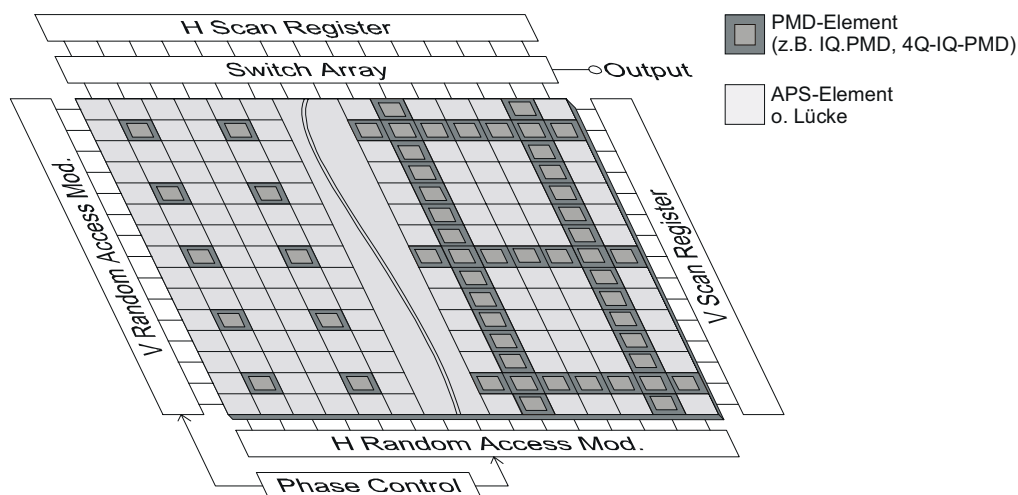 H Scan Register
Switch Array
Output
PMD-Element
(z.B. IQ.PMD, 4Q-IQ-PMD)
APS-Element
o. Lücke
V Random Access Mod.
V Scan Register
H Random Access Mod.
Phase Control